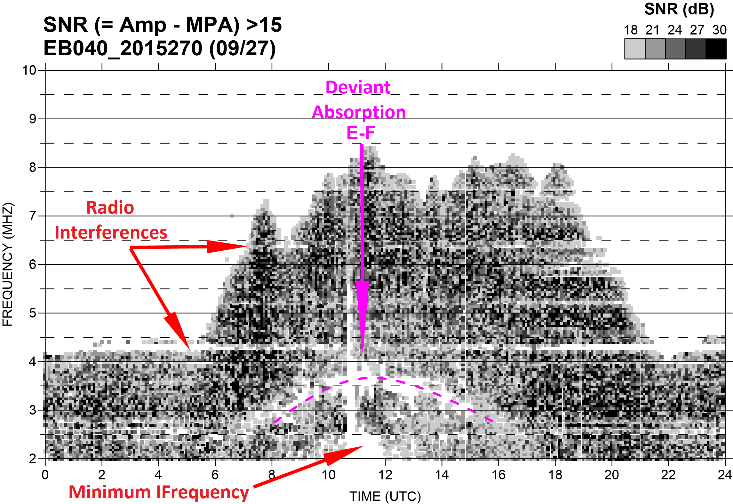 SNR (= Amp - MPA) >15
EB040_2015270 (09/27)
SNR (dB)
18 21 24 27 30
Deviant
Absorption
E-F
Radio
Interferences
Minimum IFrequency
FREQUENCY (MHZ)
10
9
8
7
6
5
4
3
2
0 2 4 6 8 10 12 14 16 18 20 22 24
TIME (UTC)